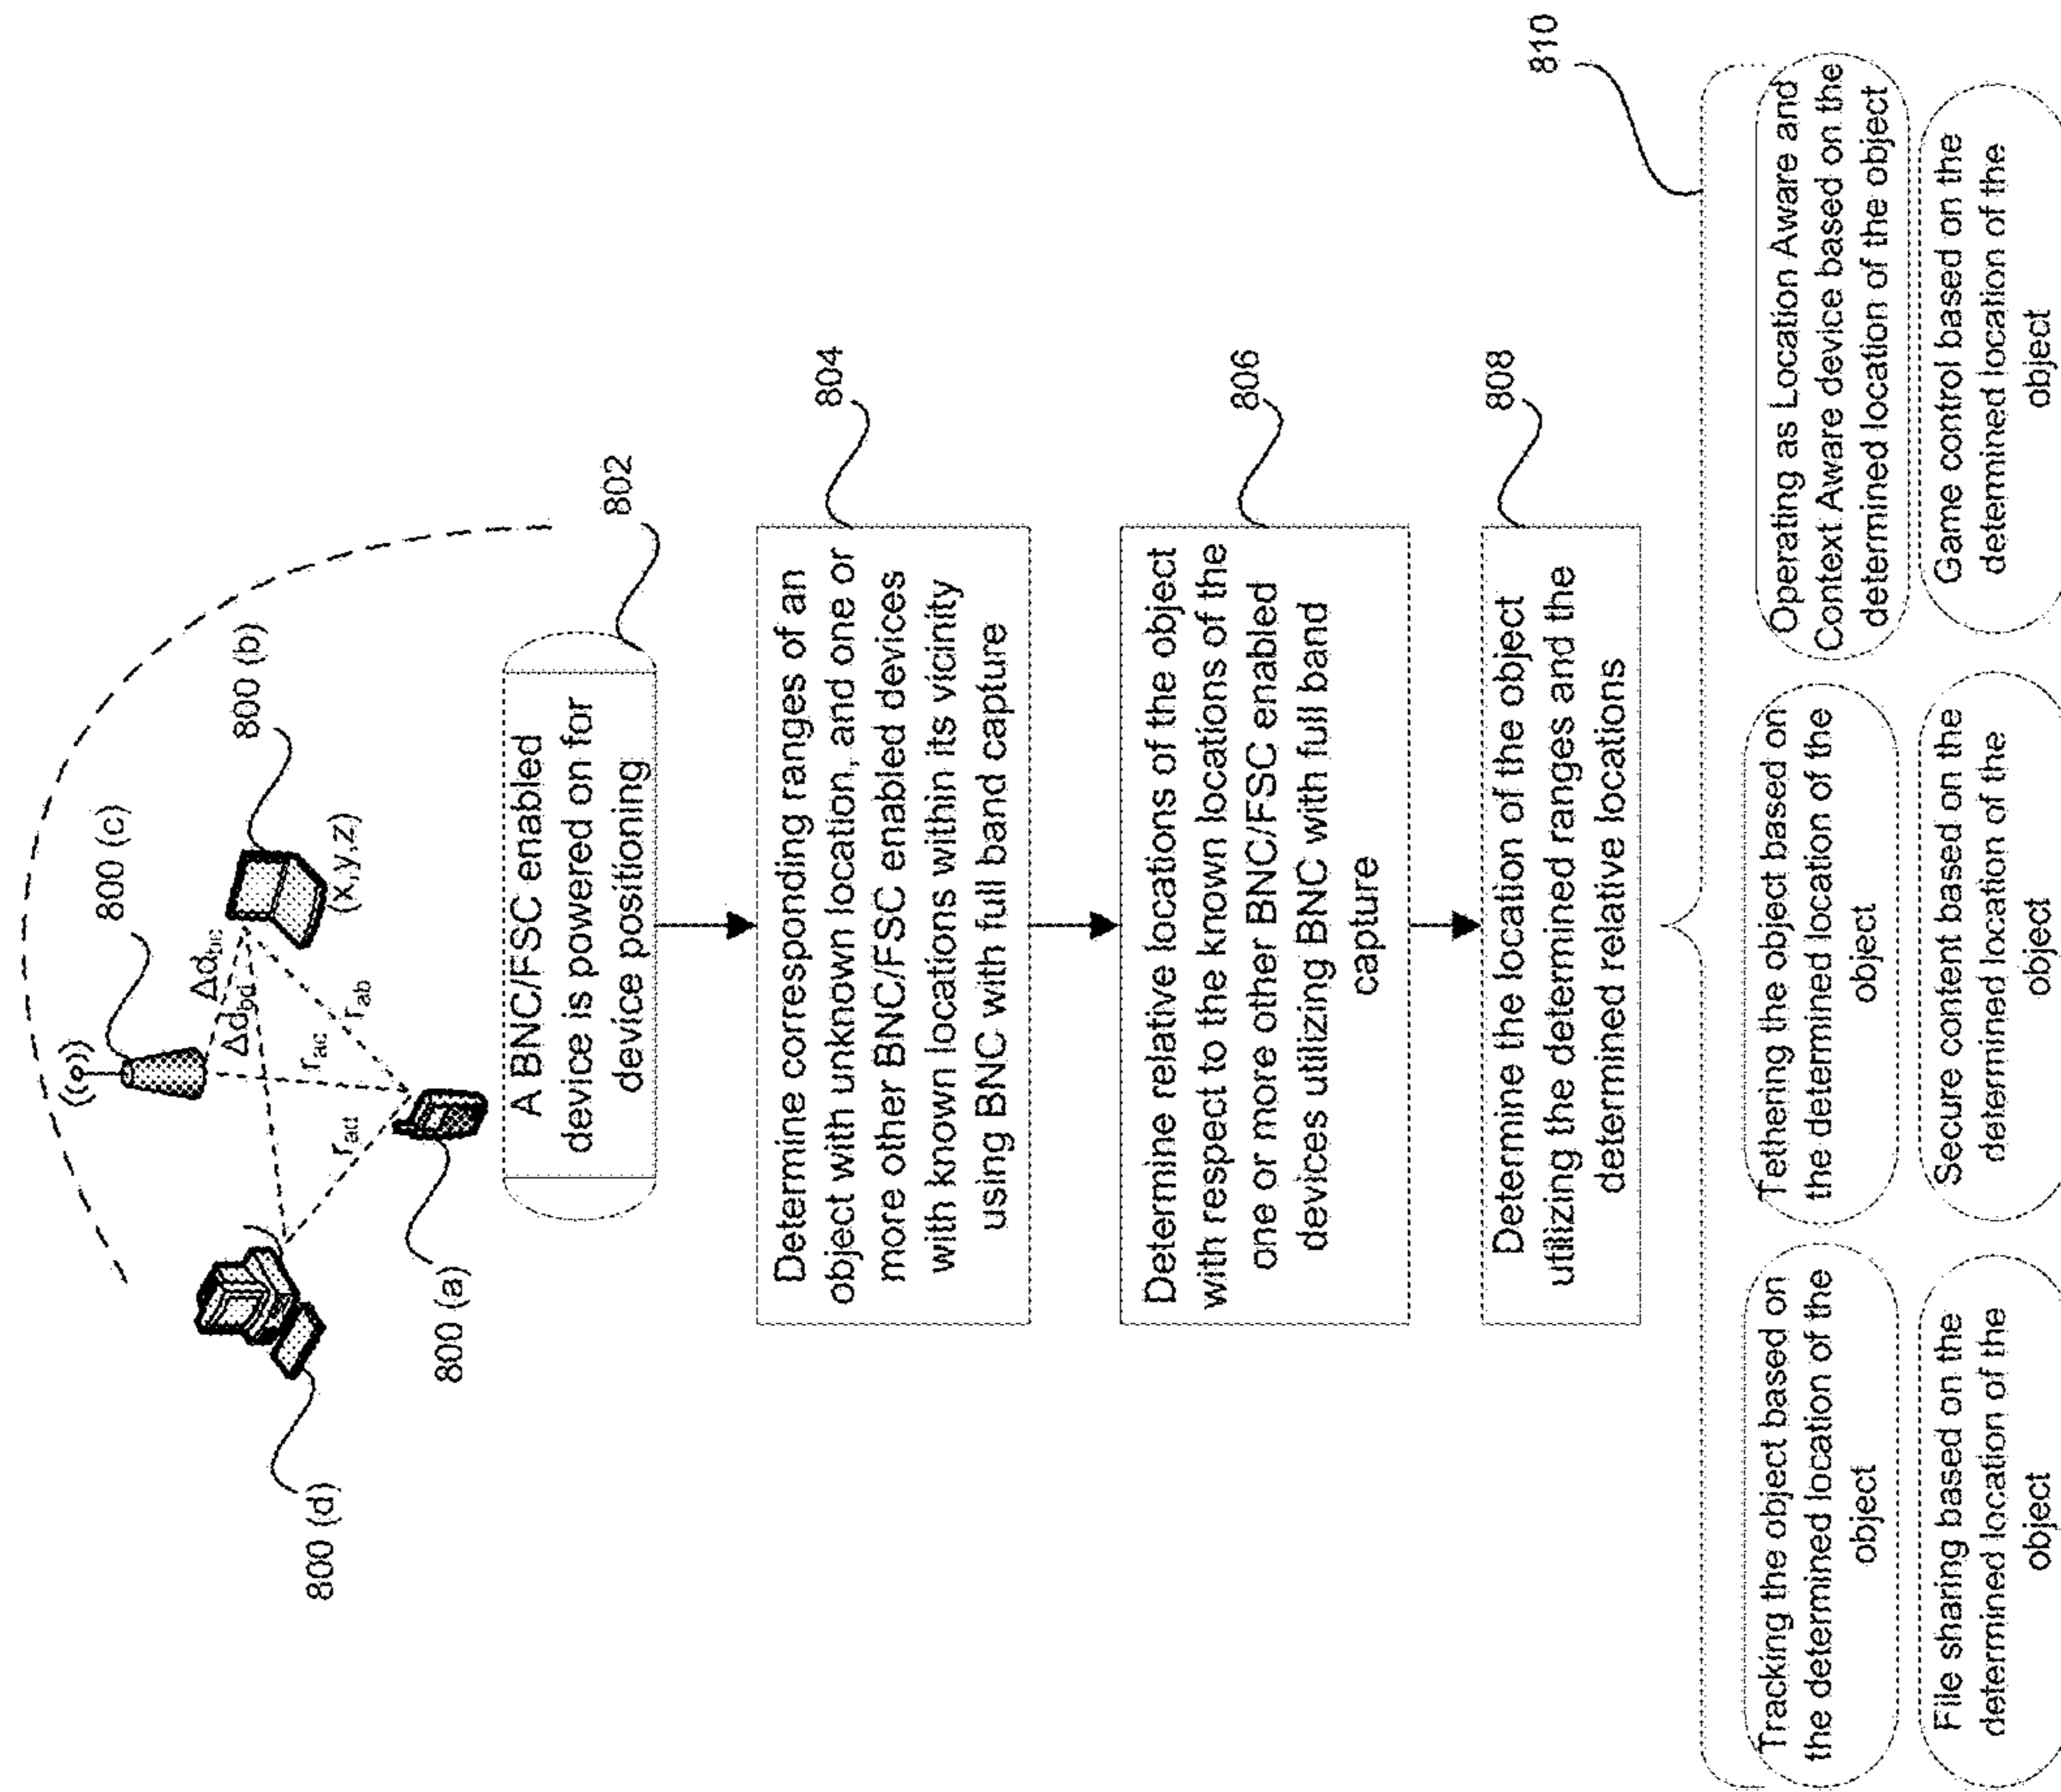 800 (c)
800 (b)
Δd_bc
Δd_bd
(x,y,z)
r_ac
r_ab
r_ad
800 (d)
800 (a)
802
A BNC/FSC enabled
device is powered on for
device positioning
804
Determine corresponding ranges of an
object with unknown location, and one or
more other BNC/FSC enabled devices
with known locations within its vicinity
using BNC with full band capture
806
Determine relative locations of the object
with respect to the known locations of the
one or more other BNC/FSC enabled
devices utilizing BNC with full band
capture
808
Determine the location of the object
utilizing the determined ranges and the
determined relative locations
810
Tracking the object based on
the determined location of the
object
Tethering the object based on
the determined location of the
object
Operating as Location Aware and
Context Aware device based on the
determined location of the object
File sharing based on the
determined location of the
object
Secure content based on the
determined location of the
object
Game control based on the
determined location of the
object